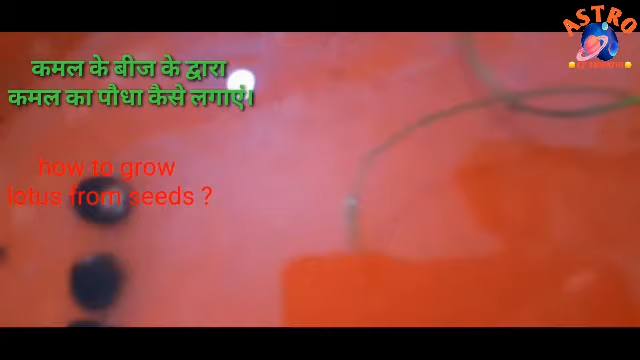 कमल के बीज के द्वारा
कमल का पौधा कैसे लगाएं।
how to grow
lotus from seeds ?
ASTRO